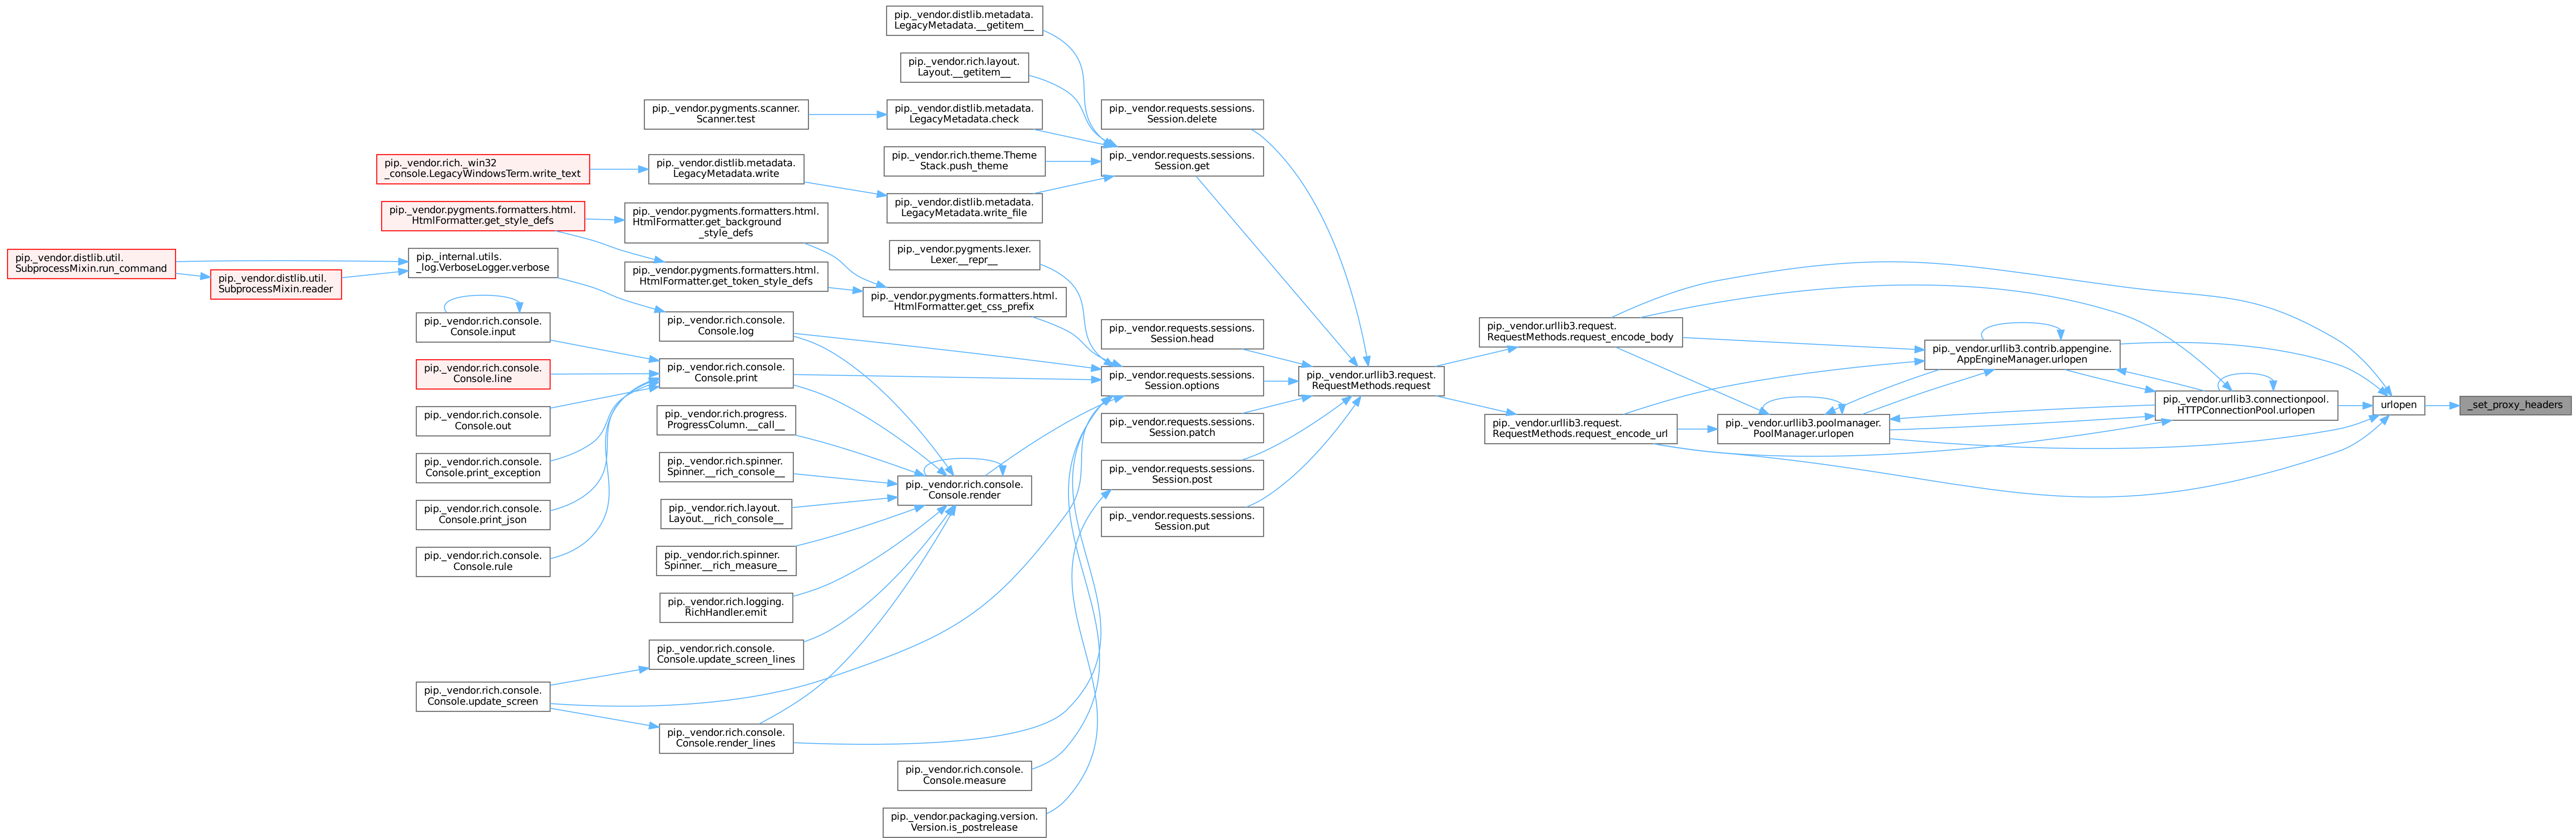 pip._vendor.distlib.metadata.
LegacyMetadata.__getitem__
pip._vendor.rich.layout.
Layout.__getitem__
pip._vendor.pygments.scanner.
Scanner.test
pip._vendor.distlib.metadata.
LegacyMetadata.check
pip._vendor.requests.sessions.
Session.delete
pip._vendor.rich._win32
_console.LegacyWindowsTerm.write_text
pip._vendor.distlib.metadata.
LegacyMetadata.write
pip._vendor.rich.theme.Theme
Stack.push_theme
pip._vendor.requests.sessions.
Session.get
pip._vendor.pygments.formatters.html.
HtmlFormatter.get_style_defs
pip._vendor.pygments.formatters.html.
HtmlFormatter.get_background
_style_defs
pip._vendor.distlib.metadata.
LegacyMetadata.write_file
pip._vendor.distlib.util.
SubprocessMixin.run_command
pip._vendor.distlib.util.
SubprocessMixin.reader
pip._internal.utils.
_log.VerboseLogger.verbose
pip._vendor.pygments.formatters.html.
HtmlFormatter.get_token_style_defs
pip._vendor.pygments.lexer.
Lexer.__repr__
pip._vendor.pygments.formatters.html.
HtmlFormatter.get_css_prefix
pip._vendor.rich.console.
Console.input
pip._vendor.rich.console.
Console.log
pip._vendor.requests.sessions.
Session.head
pip._vendor.urllib3.request.
RequestMethods.request_encode_body
pip._vendor.urllib3.contrib.appengine.
AppEngineManager.urlopen
pip._vendor.rich.console.
Console.line
pip._vendor.rich.console.
Console.print
pip._vendor.requests.sessions.
Session.options
pip._vendor.urllib3.request.
RequestMethods.request
pip._vendor.urllib3.connectionpool.
HTTPConnectionPool.urlopen
urlopen
_set_proxy_headers
pip._vendor.rich.console.
Console.out
pip._vendor.rich.progress.
ProgressColumn.__call__
pip._vendor.requests.sessions.
Session.patch
pip._vendor.urllib3.request.
RequestMethods.request_encode_url
pip._vendor.urllib3.poolmanager.
PoolManager.urlopen
pip._vendor.rich.console.
Console.print_exception
pip._vendor.rich.spinner.
Spinner.__rich_console__
pip._vendor.rich.console.
Console.render
pip._vendor.requests.sessions.
Session.post
pip._vendor.rich.console.
Console.print_json
pip._vendor.rich.layout.
Layout.__rich_console__
pip._vendor.requests.sessions.
Session.put
pip._vendor.rich.console.
Console.rule
pip._vendor.rich.spinner.
Spinner.__rich_measure__
pip._vendor.rich.logging.
RichHandler.emit
pip._vendor.rich.console.
Console.update_screen_lines
pip._vendor.rich.console.
Console.update_screen
pip._vendor.rich.console.
Console.render_lines
pip._vendor.rich.console.
Console.measure
pip._vendor.packaging.version.
Version.is_postrelease